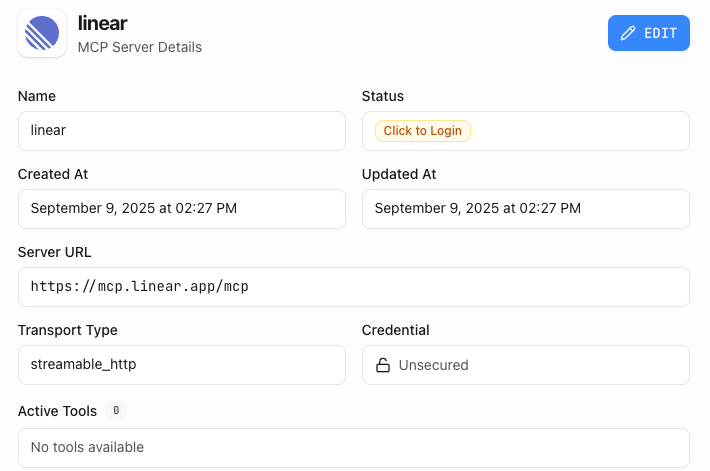 linear
MCP Server Details
EDIT
Name
Status
linear
Click to Login
Created At
Updated At
September 9, 2025 at 02:27 PM
September 9, 2025 at 02:27 PM
Server URL
https://mcp.linear.app/mcp
Transport Type
Credential
streamable_http
Unsecured
Active Tools 0
No tools available